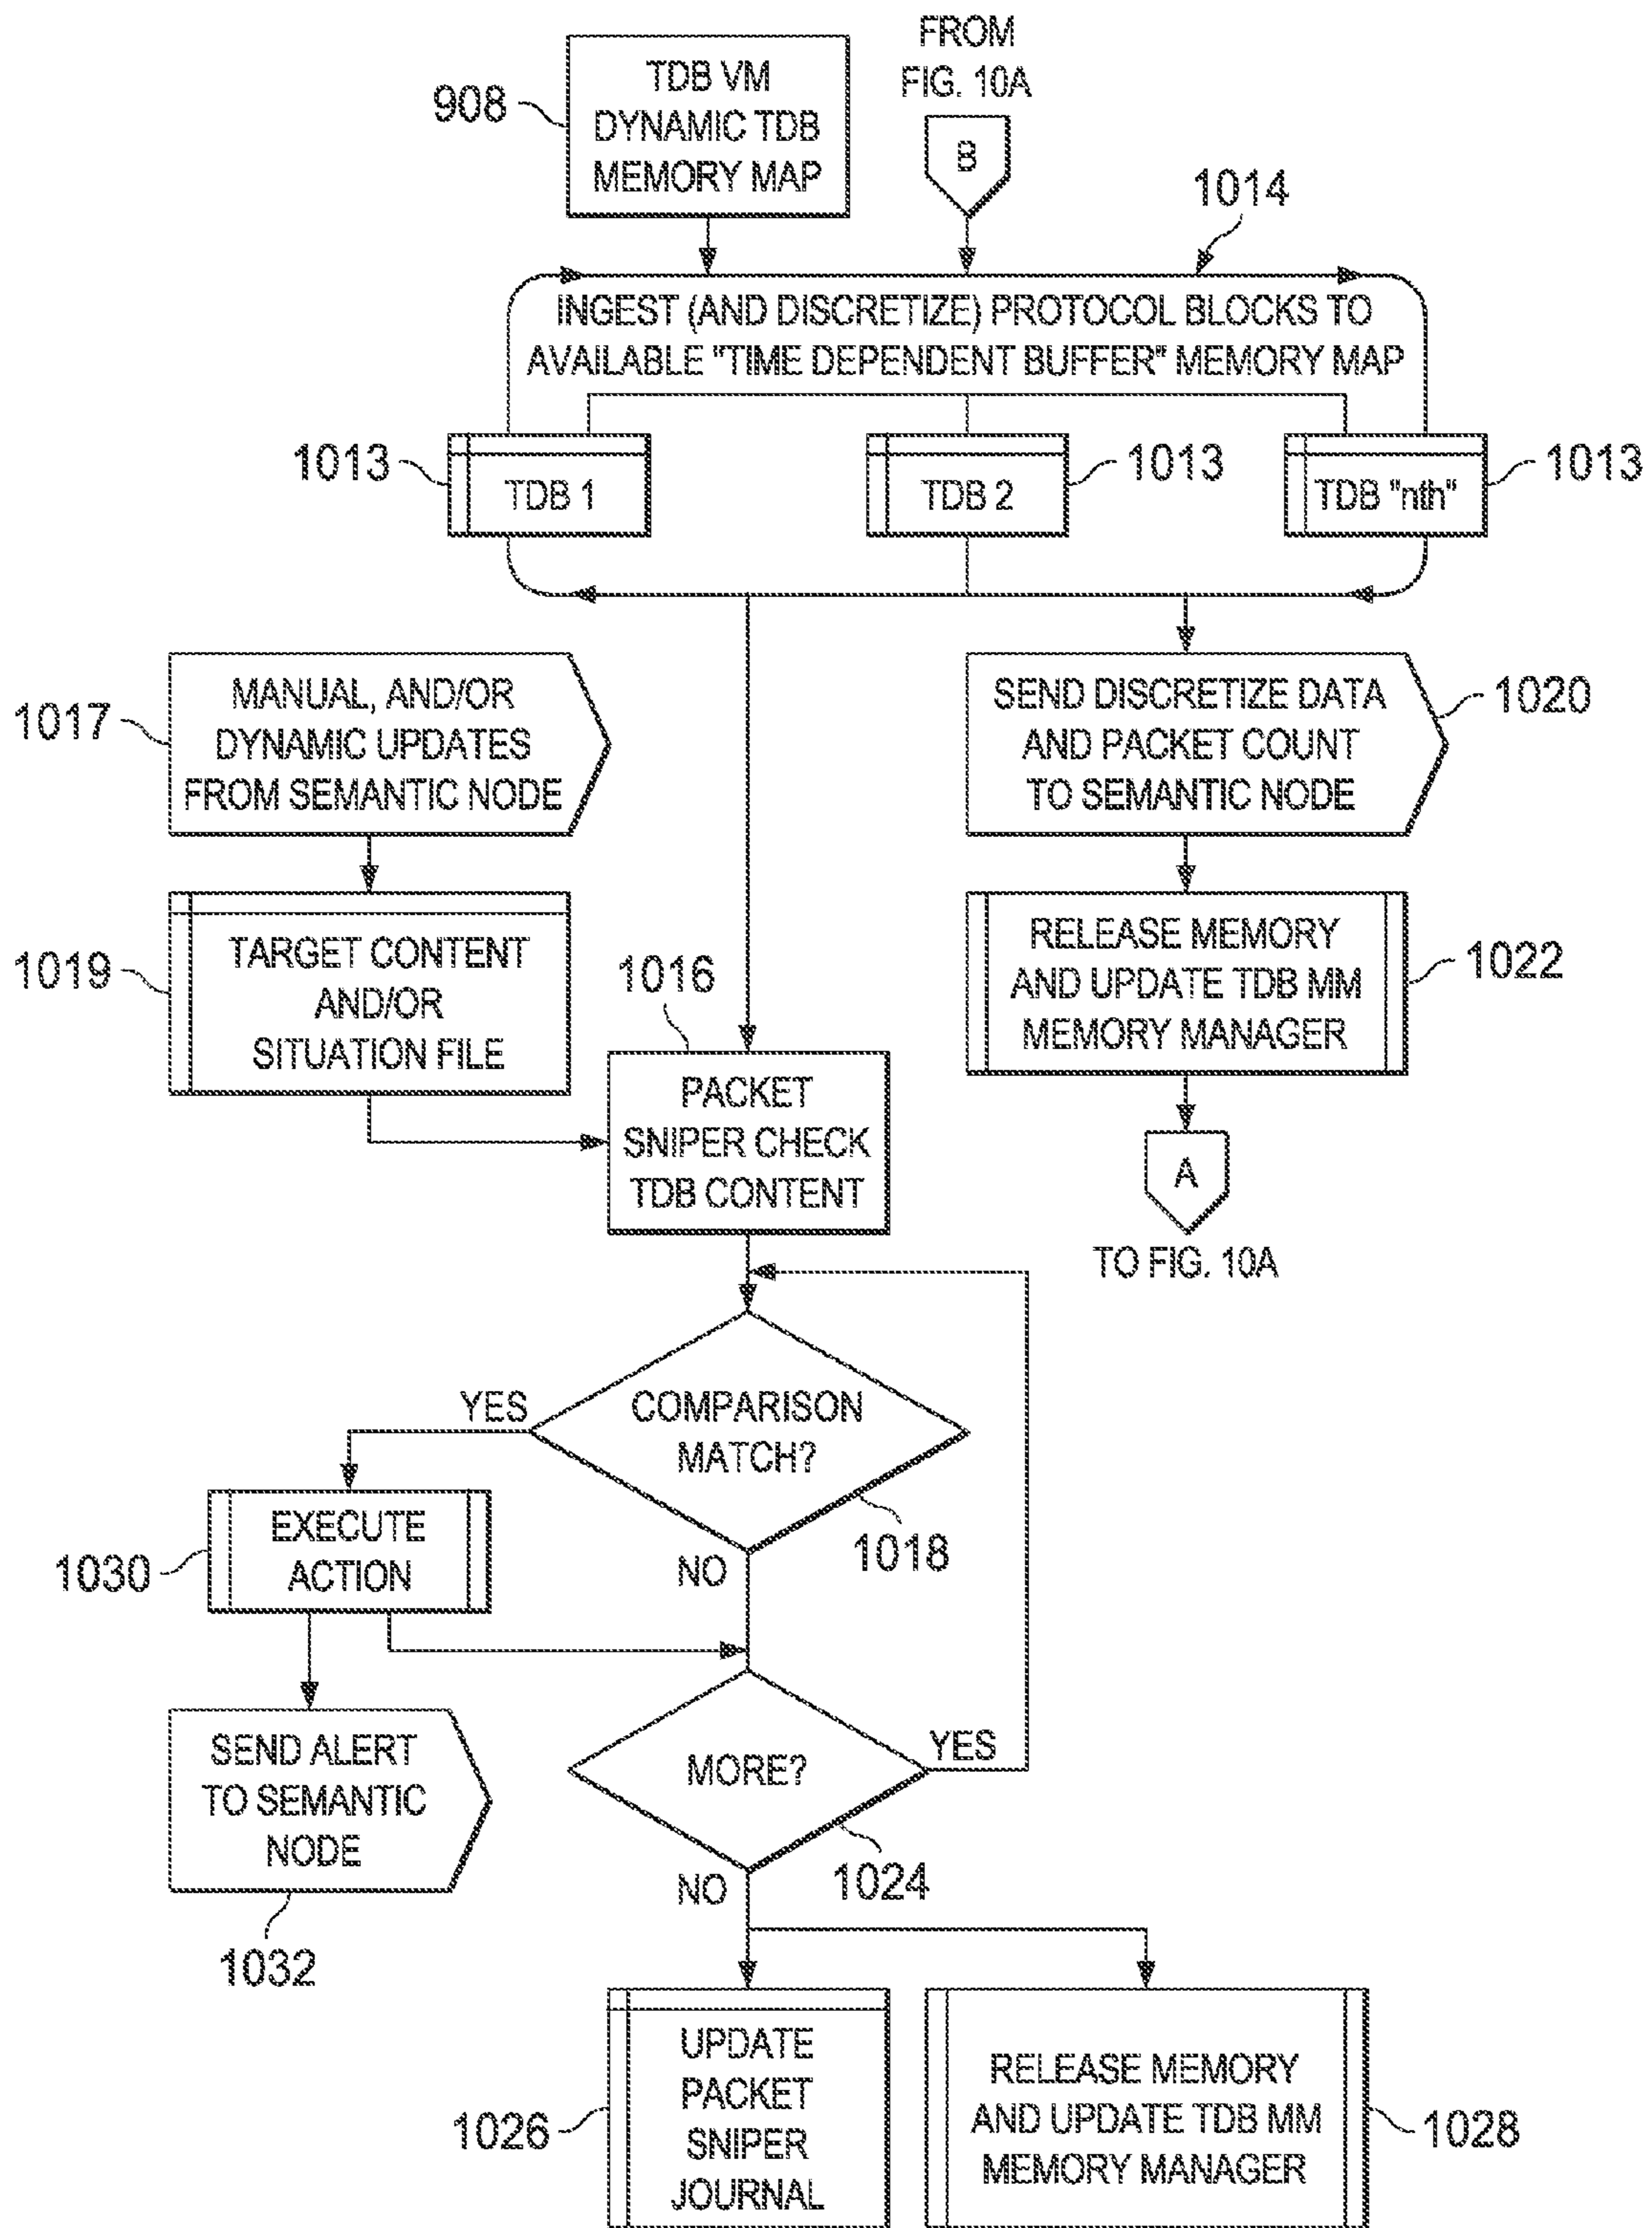 FROM
FIG. 10A
TDB VM
DYNAMIC TDB
MEMORY MAP
908
B
1014
INGEST (AND DISCRETIZE) PROTOCOL BLOCKS TO
AVAILABLE "TIME DEPENDENT BUFFER" MEMORY MAP
1013
TDB 1
TDB 2
1013
TDB "nth"
1013
1017
MANUAL, AND/OR
DYNAMIC UPDATES
FROM SEMANTIC NODE
SEND DISCRETIZE DATA
AND PACKET COUNT
TO SEMANTIC NODE
1020
1019
TARGET CONTENT
AND/OR
SITUATION FILE
1016
PACKET
SNIPER CHECK
TDB CONTENT
RELEASE MEMORY
AND UPDATE TDB MM
MEMORY MANAGER
1022
A
TO FIG. 10A
YES
COMPARISON
MATCH?
1018
NO
1030
EXECUTE
ACTION
SEND ALERT
TO SEMANTIC
NODE
1032
MORE?
YES
1024
NO
1026
UPDATE
PACKET
SNIPER
JOURNAL
RELEASE MEMORY
AND UPDATE TDB MM
MEMORY MANAGER
1028